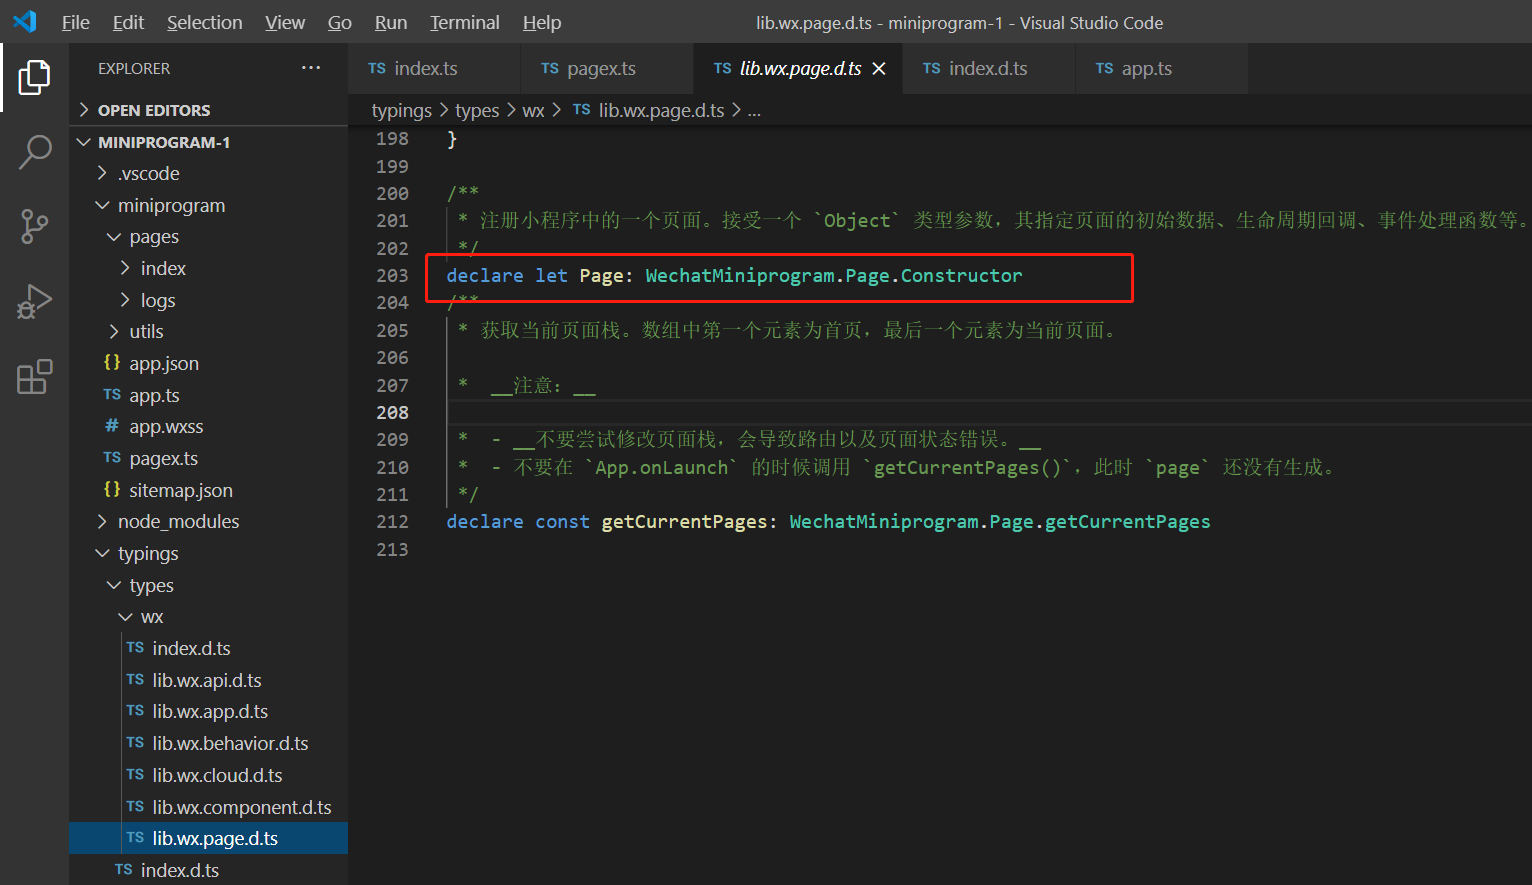 File Edit Selection View Go Run Terminal Help lib.wx.page.d.ts - miniprogram-1 - Visual Studio Code
EXPLORER ...
OPEN EDITORS
MINIPROGRAM-1
.vscode
miniprogram
pages
index
logs
utils
{} app.json
TS app.ts
# app.wxss
TS pagex.ts
{} sitemap.json
node_modules
typings
types
wx
TS index.d.ts
TS lib.wx.api.d.ts
TS lib.wx.app.d.ts
TS lib.wx.behavior.d.ts
TS lib.wx.cloud.d.ts
TS lib.wx.component.d.ts
TS lib.wx.page.d.ts
TS index.d.ts
TS index.ts TS pagex.ts TS lib.wx.page.d.ts TS index.d.ts TS app.ts
typings > types > wx > TS lib.wx.page.d.ts > ...
198 }
199
200 /**
201 * 注册小程序中的一个页面。接受一个 `Object` 类型参数，其指定页面的初始数据、生命周期回调、事件处理函数等。
202 */
203 declare let Page: WechatMiniprogram.Page.Constructor
204 /**
205 * 获取当前页面栈。数组中第一个元素为首页，最后一个元素为当前页面。
206
207 * __注意：__
208
209 * - __不要尝试修改页面栈，会导致路由以及页面状态错误。__
210 * - 不要在 `App.onLaunch` 的时候调用 `getCurrentPages()`，此时 `page` 还没有生成。
211 */
212 declare const getCurrentPages: WechatMiniprogram.Page.getCurrentPages
213